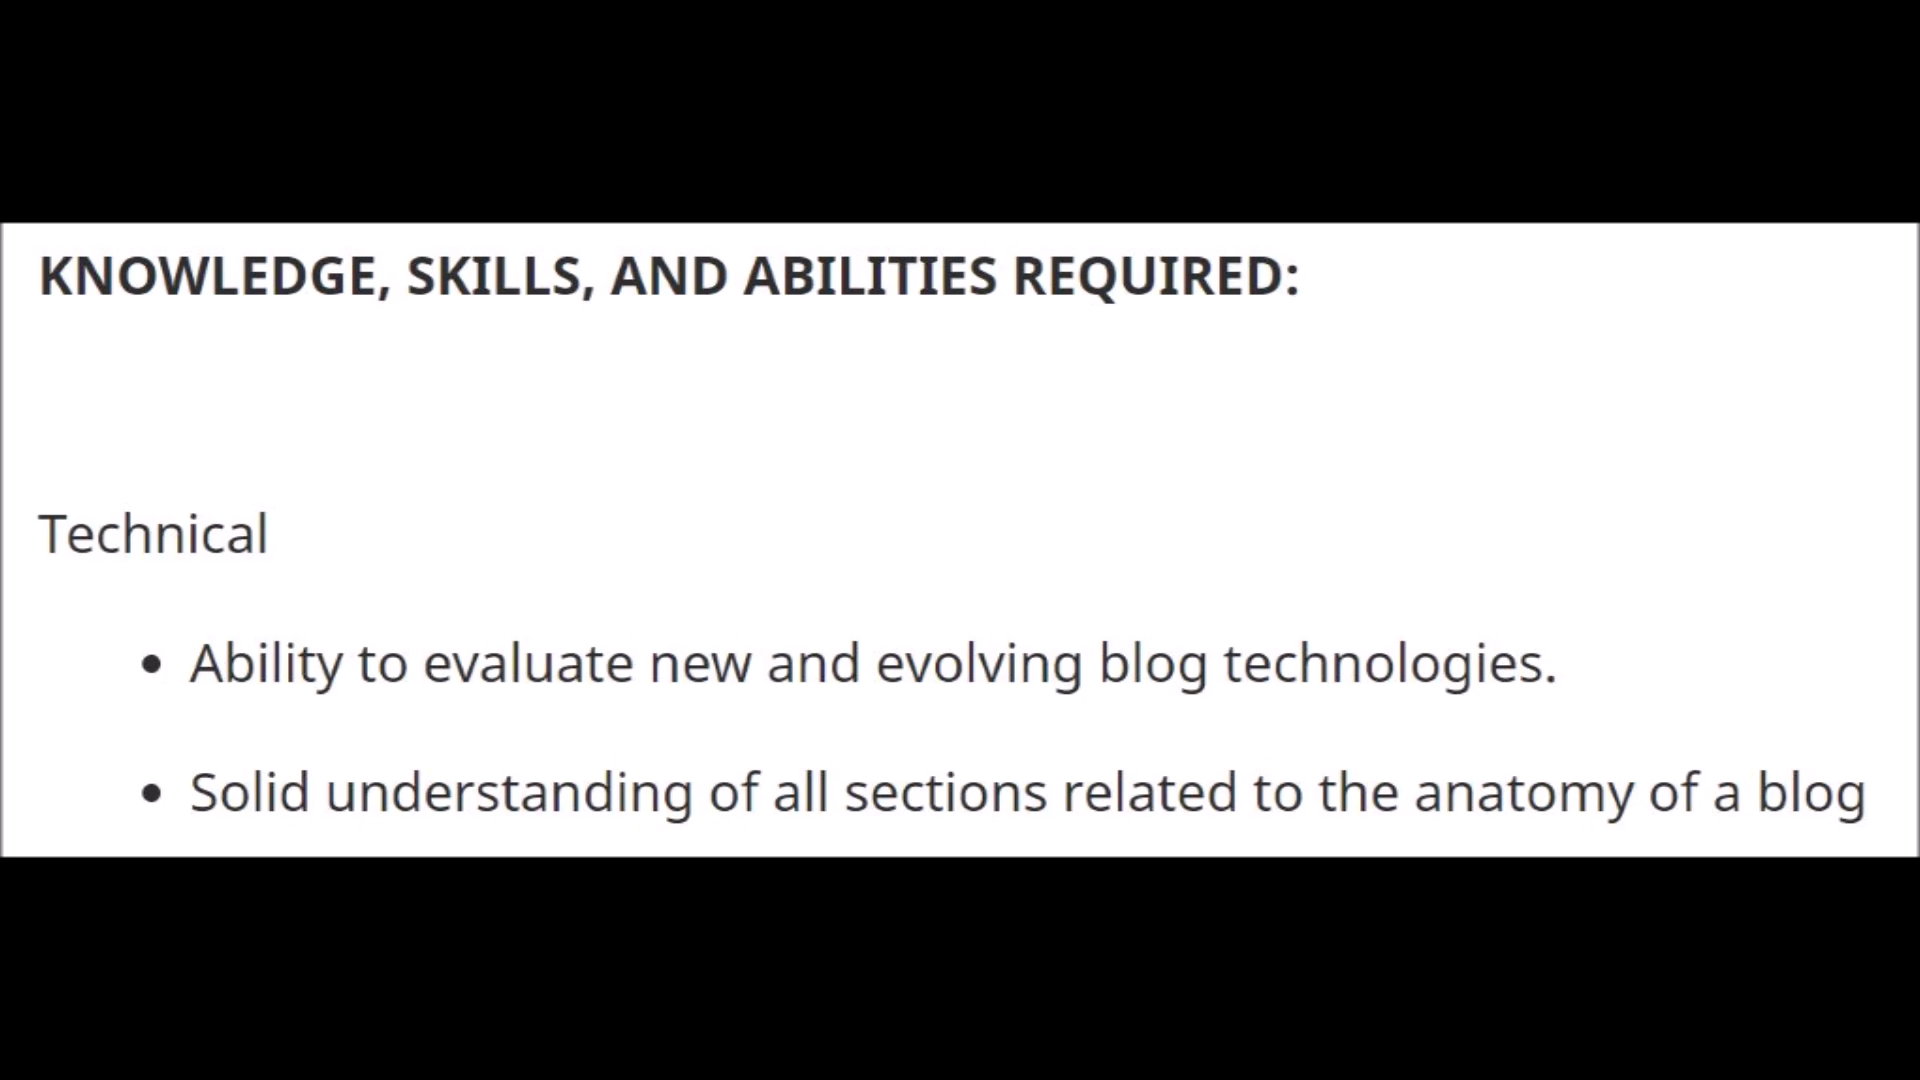 KNOWLEDGE, SKILLS, AND ABILITIES REQUIRED:
Technical
• Ability to evaluate new and evolving blog technologies.
• Solid understanding of all sections related to the anatomy of a blog